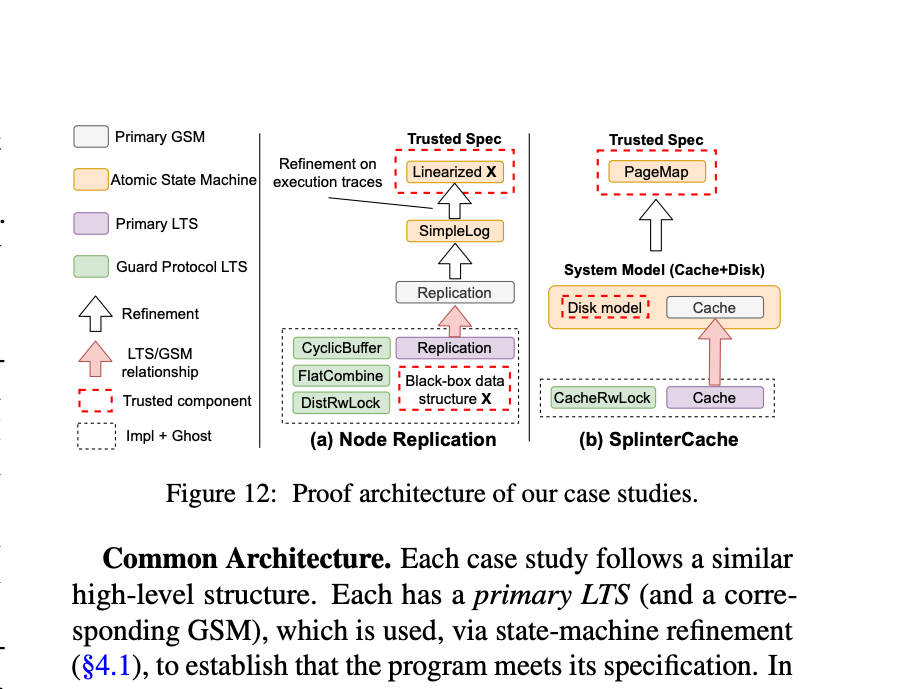 Primary GSM
Atomic State Machine
Primary LTS
Guard Protocol LTS
Refinement
LTS/GSM
relationship
Trusted component
Impl + Ghost
Trusted Spec
Refinement on
execution traces
Linearized X
SimpleLog
Replication
CyclicBuffer
Replication
FlatCombine
DistRwLock
Black-box data
structure X
(a) Node Replication
Trusted Spec
PageMap
System Model (Cache+Disk)
Disk model
Cache
CacheRwLock
Cache
(b) SplinterCache
Figure 12: Proof architecture of our case studies.
Common Architecture. Each case study follows a similar
high-level structure. Each has a primary LTS (and a corre-
sponding GSM), which is used, via state-machine refinement
(§4.1), to establish that the program meets its specification. In